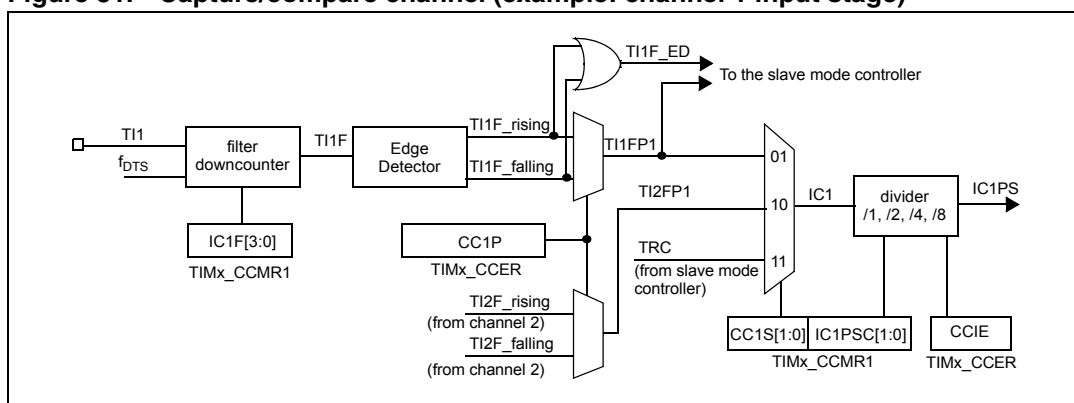 Figure 81. Capture/compare channel (example: channel 1 input stage)
TI1F_ED
To the slave mode controller
TI1
fDTS
filter
downcounter
TI1F
Edge
Detector
TI1F_rising
TI1F_falling
TI1FP1
01
TI2FP1
10
IC1
divider
/1, /2, /4, /8
IC1PS
IC1F[3:0]
TIMx_CCMR1
CC1P
TIMx_CCER
TRC
11
(from slave mode
controller)
TI2F_rising
(from channel 2)
TI2F_falling
(from channel 2)
CC1S[1:0]
IC1PSC[1:0]
TIMx_CCMR1
CCIE
TIMx_CCER